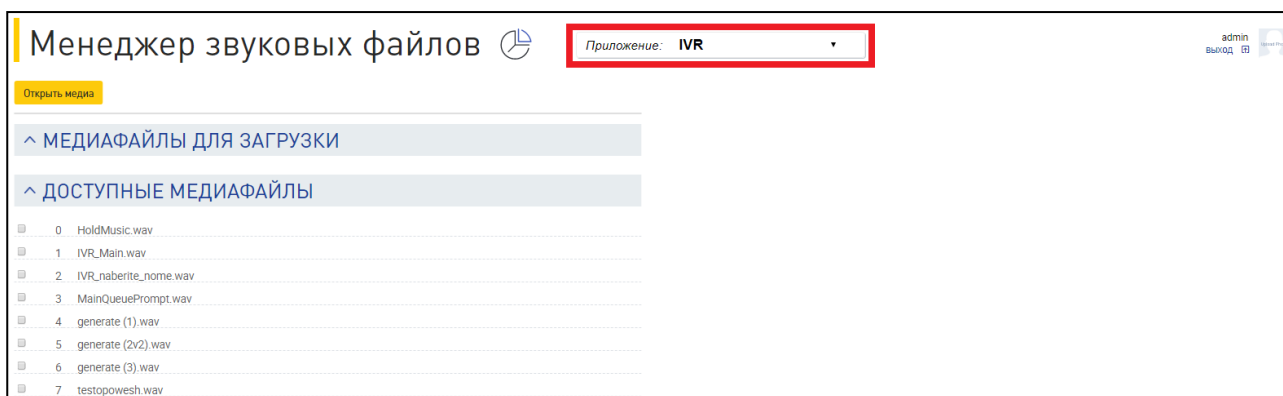 Менеджер звуковых файлов
Приложение: IVR
admin
выход
Открыть медиа
МЕДИАФАЙЛЫ ДЛЯ ЗАГРУЗКИ
ДОСТУПНЫЕ МЕДИАФАЙЛЫ
0 HoldMusic.wav
1 IVR_Main.wav
2 IVR_naberite_nome.wav
3 MainQueuePrompt.wav
4 generate (1).wav
5 generate (2v2).wav
6 generate (3).wav
7 testopowesh.wav